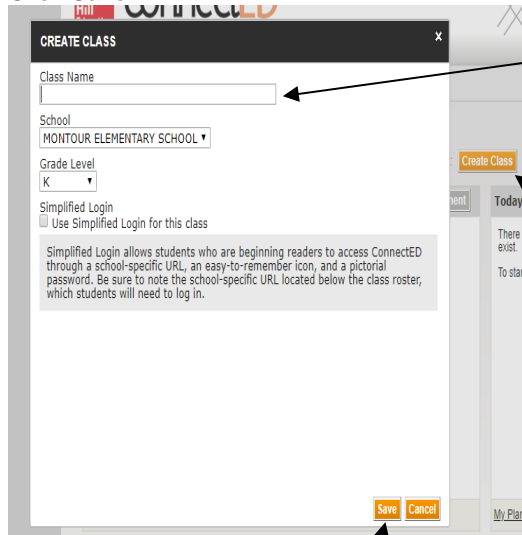 Hill
ConnectED
CREATE CLASS
×
Class Name
School
MONTOUR ELEMENTARY SCHOOL
Grade Level
K
Simplified Login
Use Simplified Login for this class
Simplified Login allows students who are beginning readers to access ConnectED
through a school-specific URL, an easy-to-remember icon, and a pictorial
password. Be sure to note the school-specific URL located below the class roster,
which students will need to log in.
Save Cancel
Create Class
Today
There
exist.
To star
My Plan